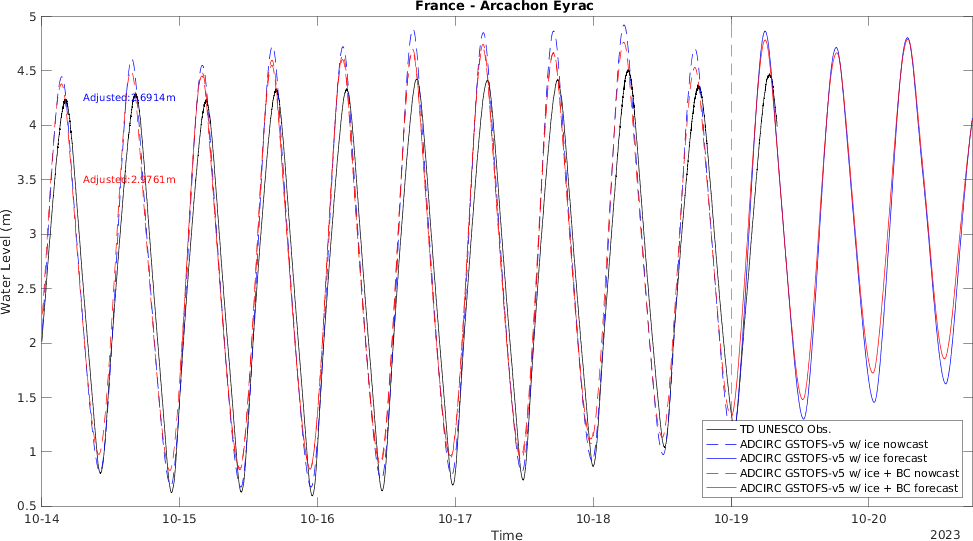 France - Arcachon Eyrac
Water Level (m)
5
4.5
4
3.5
3
2.5
2
1.5
1
0.5
Adjusted:2.6914m
Adjusted:2.9761m
TD UNESCO Obs.
ADCIRC GSTOFS-v5 w/ ice nowcast
ADCIRC GSTOFS-v5 w/ ice forecast
ADCIRC GSTOFS-v5 w/ ice + BC nowcast
ADCIRC GSTOFS-v5 w/ ice + BC forecast
10-14 10-15 10-16 10-17 10-18 10-19 10-20
Time
2023